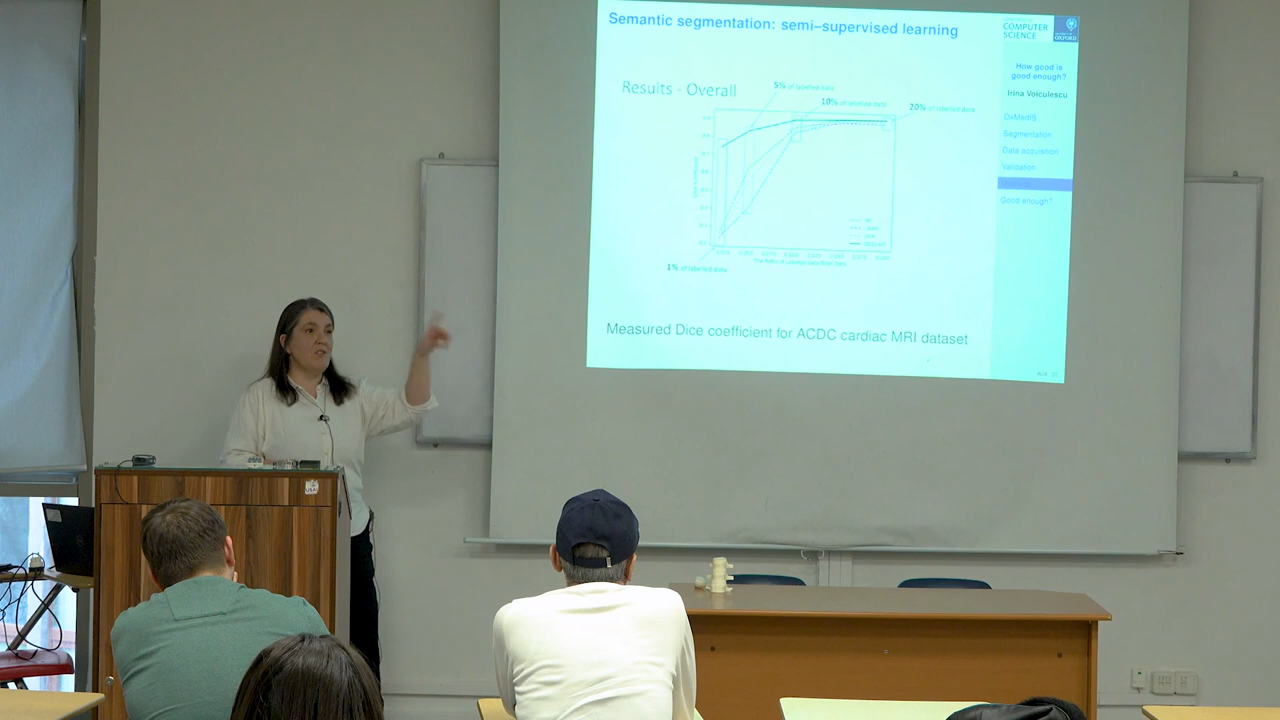 Semantic segmentation: semi–supervised learning
COMPUTER
SCIENCE
OXFORD
How good is
good enough?
Irina Voiculescu
OxMedIS
Segmentation
Data acquisition
Validation
Good enough?
Results - Overall
5% of labelled data
10% of labelled data
20% of labelled data
1% of labelled data
Measured Dice coefficient for ACDC cardiac MRI dataset